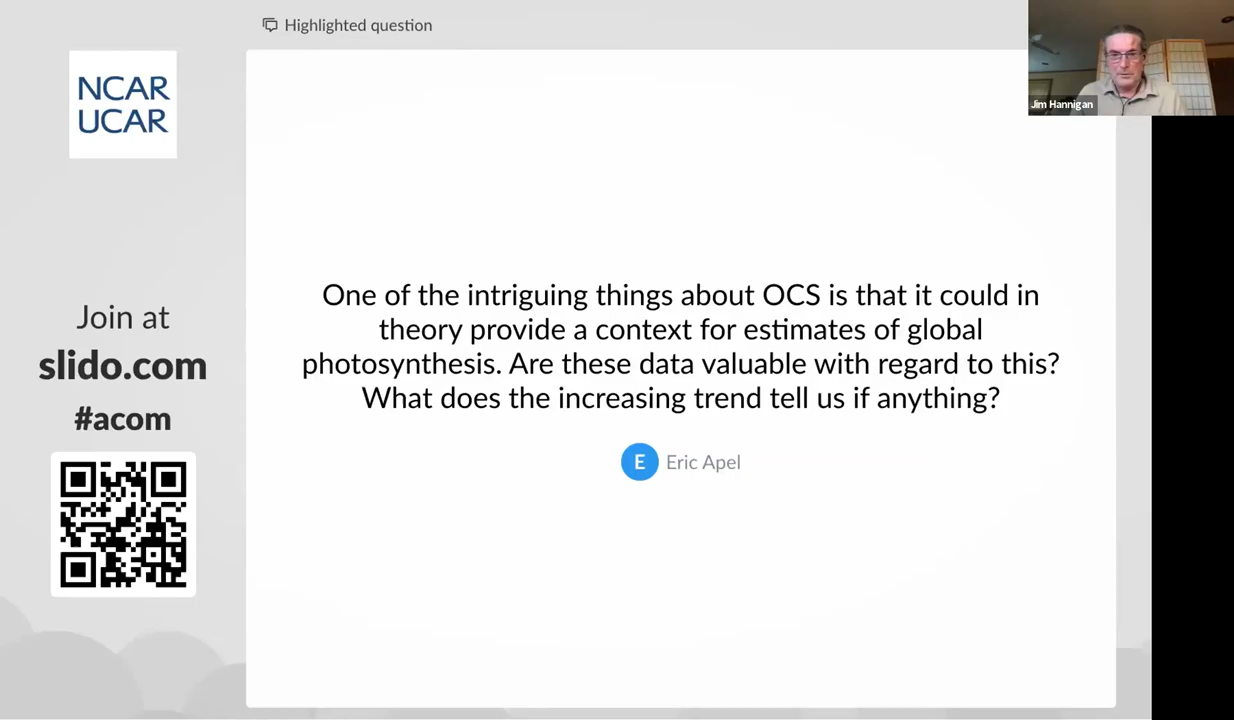 Highlighted question
NCAR
UCAR
Jim Hannigan
Join at
slido.com
#acom
One of the intriguing things about OCS is that it could in
theory provide a context for estimates of global
photosynthesis. Are these data valuable with regard to this?
What does the increasing trend tell us if anything?
E Eric Apel